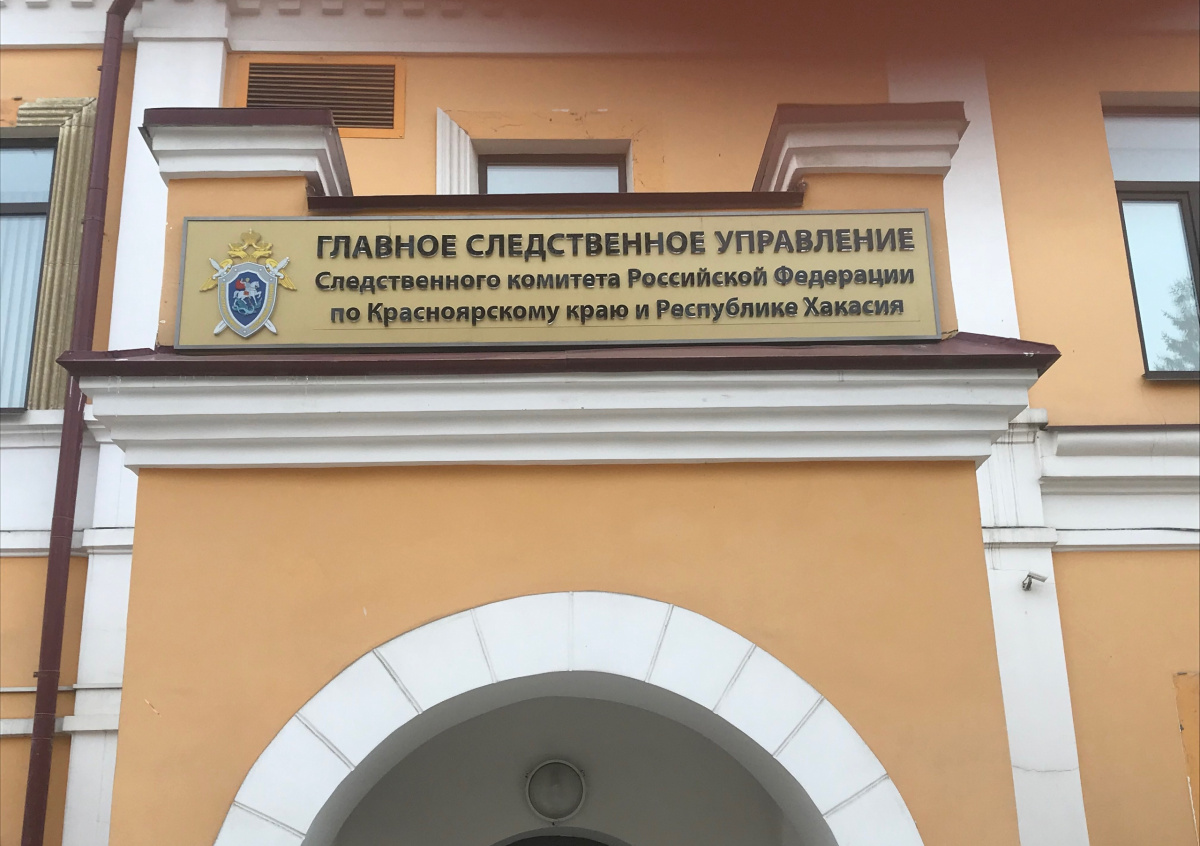 ГЛАВНОЕ СЛЕДСТВЕННОЕ УПРАВЛЕНИЕ
Следственного комитета Российской Федерации
по Красноярскому краю и Республике Хакасия